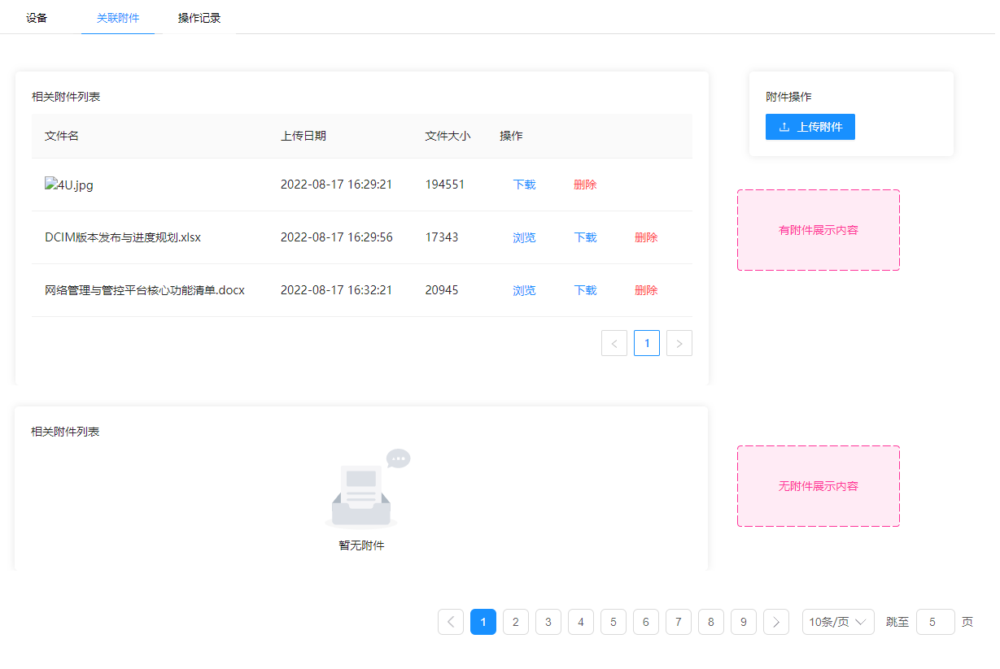 设备 关联附件 操作记录
相关附件列表
文件名 上传日期 文件大小 操作
4U.jpg 2022-08-17 16:29:21 194551 下载 删除
DCIM版本发布与进度规划.xlsx 2022-08-17 16:29:56 17343 浏览 下载 删除
网络管理与管控平台核心功能清单.docx 2022-08-17 16:32:21 20945 浏览 下载 删除
< 1 >
附件操作
上传附件
有附件展示内容
相关附件列表
暂无附件
无附件展示内容
< 1 2 3 4 5 6 7 8 9 > 10条/页 跳至 5 页